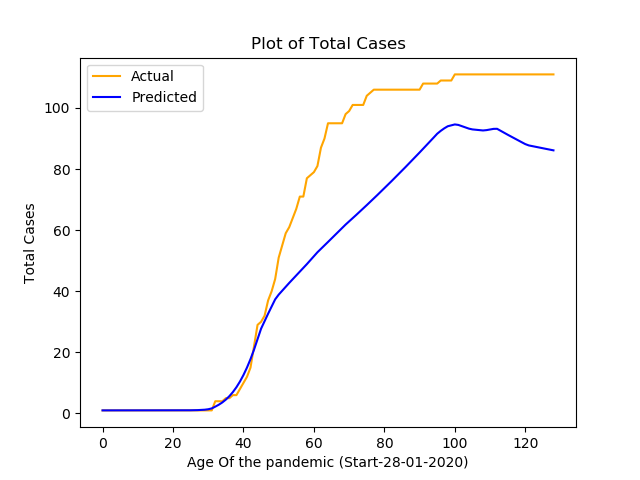 Plot of Total Cases
Actual
Predicted
Total Cases
100
80
60
40
20
0
0 20 40 60 80 100 120
Age Of the pandemic (Start-28-01-2020)